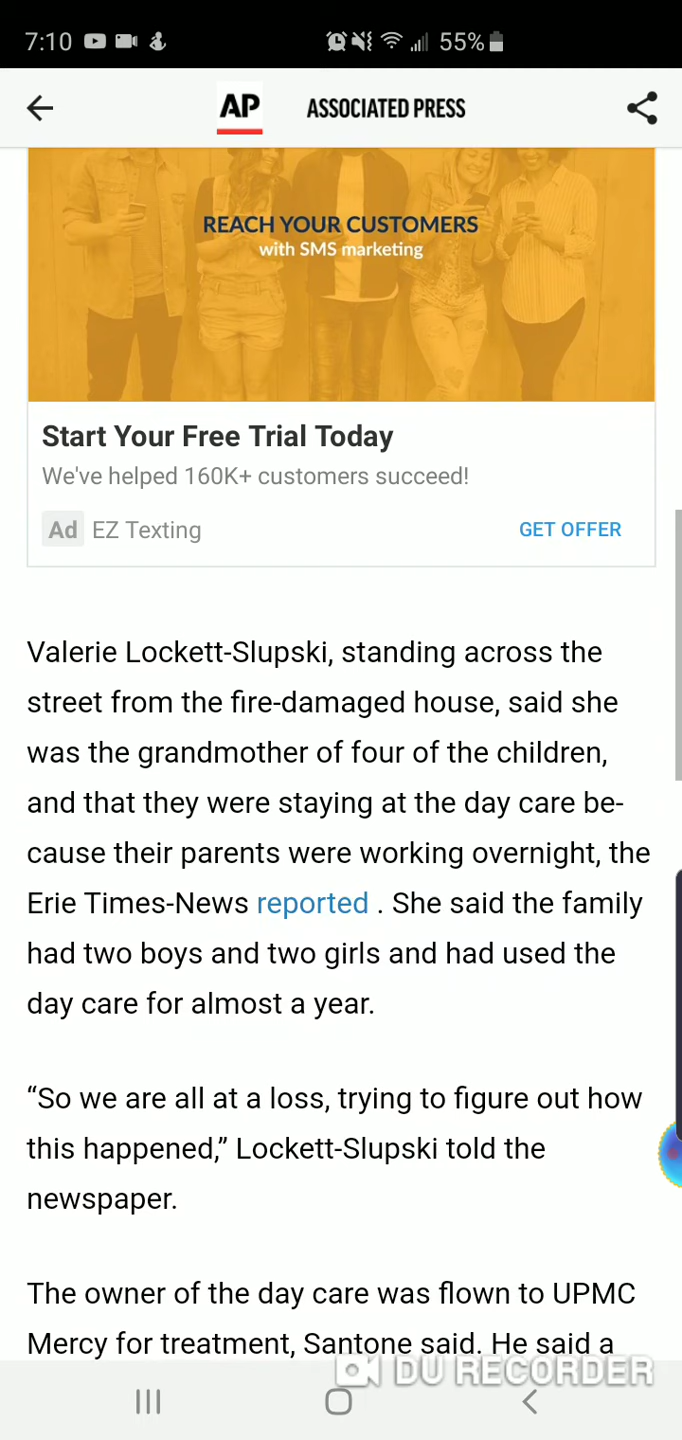 7:10
55%
AP ASSOCIATED PRESS
REACH YOUR CUSTOMERS
with SMS marketing
Start Your Free Trial Today
We've helped 160K+ customers succeed!
Ad EZ Texting GET OFFER
Valerie Lockett-Slupski, standing across the
street from the fire-damaged house, said she
was the grandmother of four of the children,
and that they were staying at the day care be-
cause their parents were working overnight, the
Erie Times-News reported . She said the family
had two boys and two girls and had used the
day care for almost a year.
“So we are all at a loss, trying to figure out how
this happened,” Lockett-Slupski told the
newspaper.
The owner of the day care was flown to UPMC
Mercy for treatment, Santone said. He said a
DU RECORDER